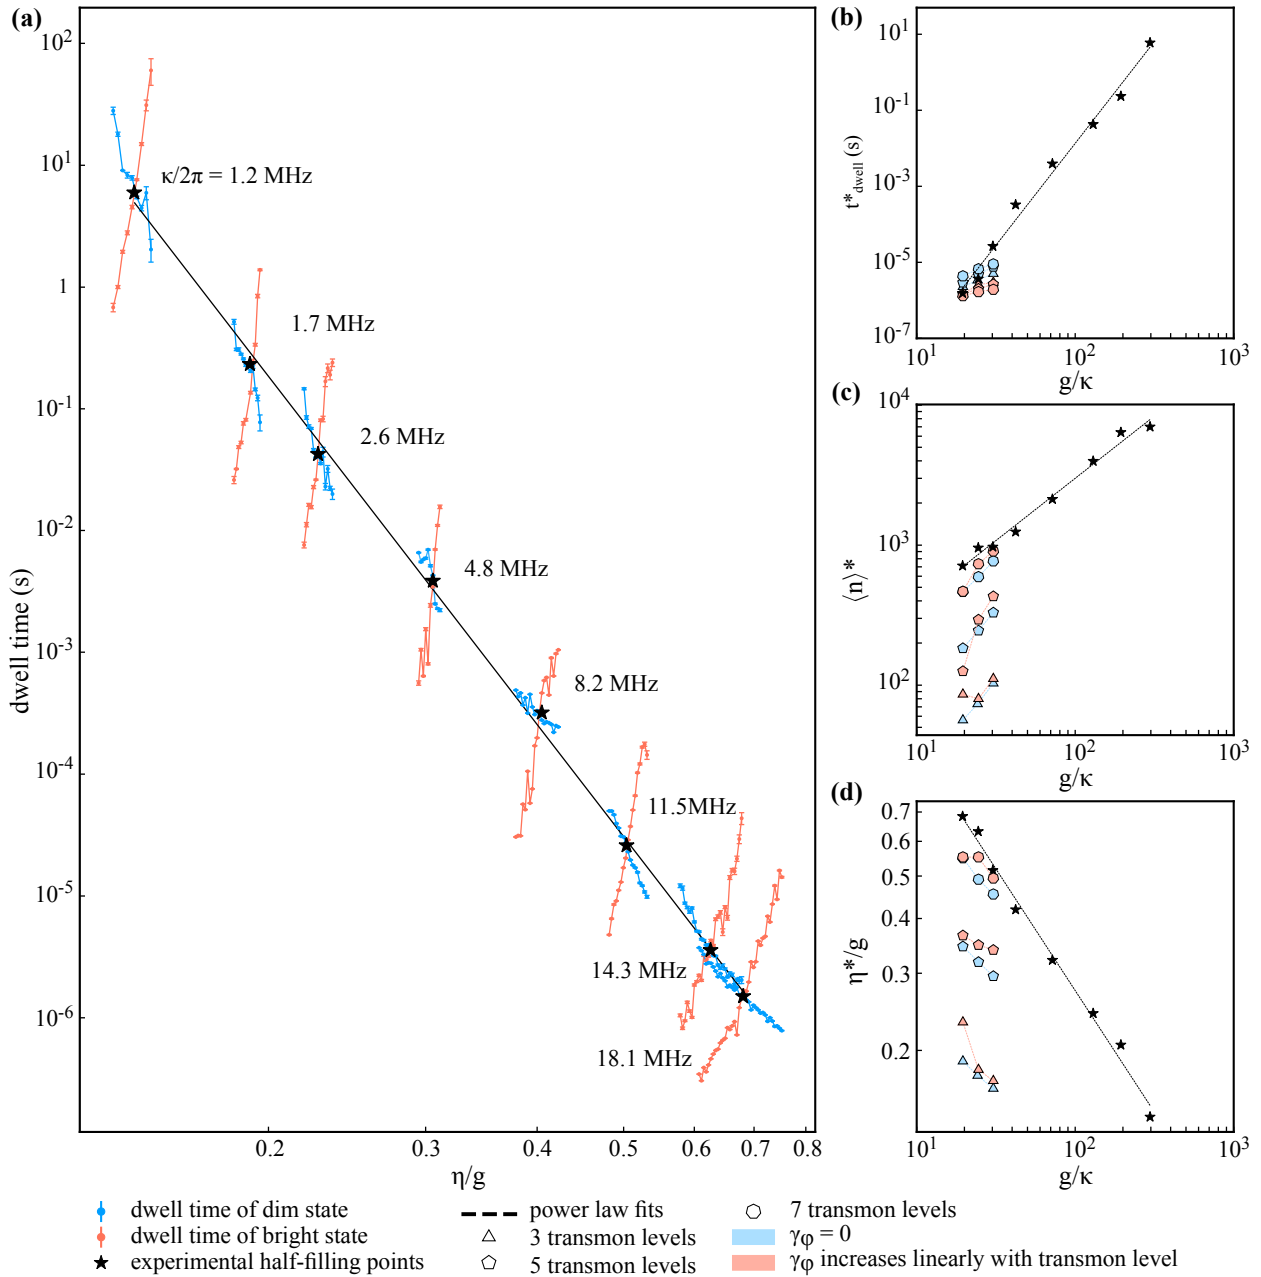 (a)
10²
10¹
1
10⁻¹
10⁻²
10⁻³
10⁻⁴
10⁻⁵
10⁻⁶
dwell time (s)
κ/2π = 1.2 MHz
1.7 MHz
2.6 MHz
4.8 MHz
8.2 MHz
11.5MHz
14.3 MHz
18.1 MHz
0.2 0.3 0.4 0.5 0.6 0.7 0.8
η/g
(b)
10¹
10⁻¹
10⁻³
10⁻⁵
10⁻⁷
t*dwell (s)
10¹ 10² 10³
g/κ
(c)
10⁴
10³
10²
⟨n⟩*
10¹ 10² 10³
g/κ
(d)
0.7
0.6
0.5
0.4
0.3
0.2
η*/g
10¹ 10² 10³
g/κ
dwell time of dim state
dwell time of bright state
experimental half-filling points
power law fits
3 transmon levels
5 transmon levels
7 transmon levels
γφ = 0
γφ increases linearly with transmon level